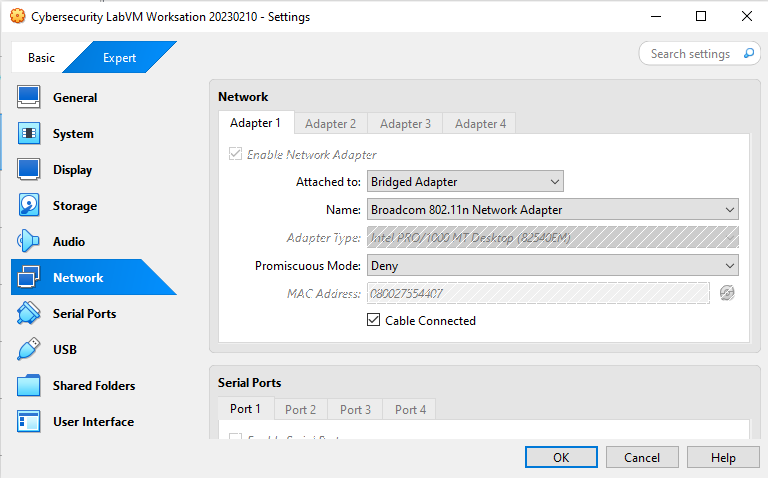 Cybersecurity LabVM Worksation 20230210 - Settings
Basic Expert Search settings
General
System
Display
Storage
Audio
Network
Serial Ports
USB
Shared Folders
User Interface
Network
Adapter 1 Adapter 2 Adapter 3 Adapter 4
Enable Network Adapter
Attached to: Bridged Adapter
Name: Broadcom 802.11n Network Adapter
Adapter Type: Intel PRO/1000 MT Desktop (82540EM)
Promiscuous Mode: Deny
MAC Address: 080027554407
Cable Connected
Serial Ports
Port 1 Port 2 Port 3 Port 4
OK Cancel Help